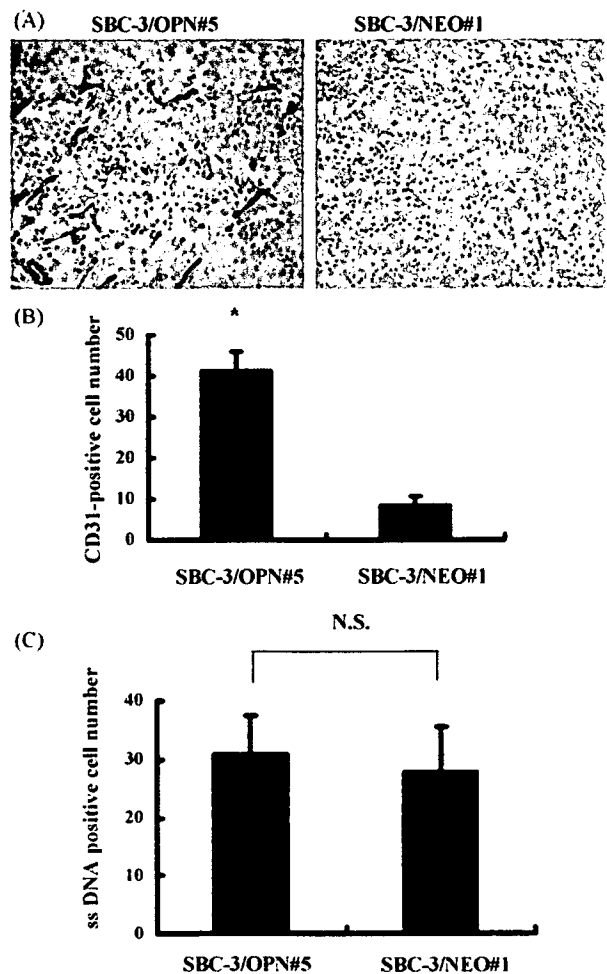 (A) SBC-3/OPN#5 SBC-3/NEO#1
(B)
CD31-positive cell number
50
40
30
20
10
0
*
SBC-3/OPN#5 SBC-3/NEO#1
(C)
N.S.
ss DNA positive cell number
40
30
20
10
0
SBC-3/OPN#5 SBC-3/NEO#1